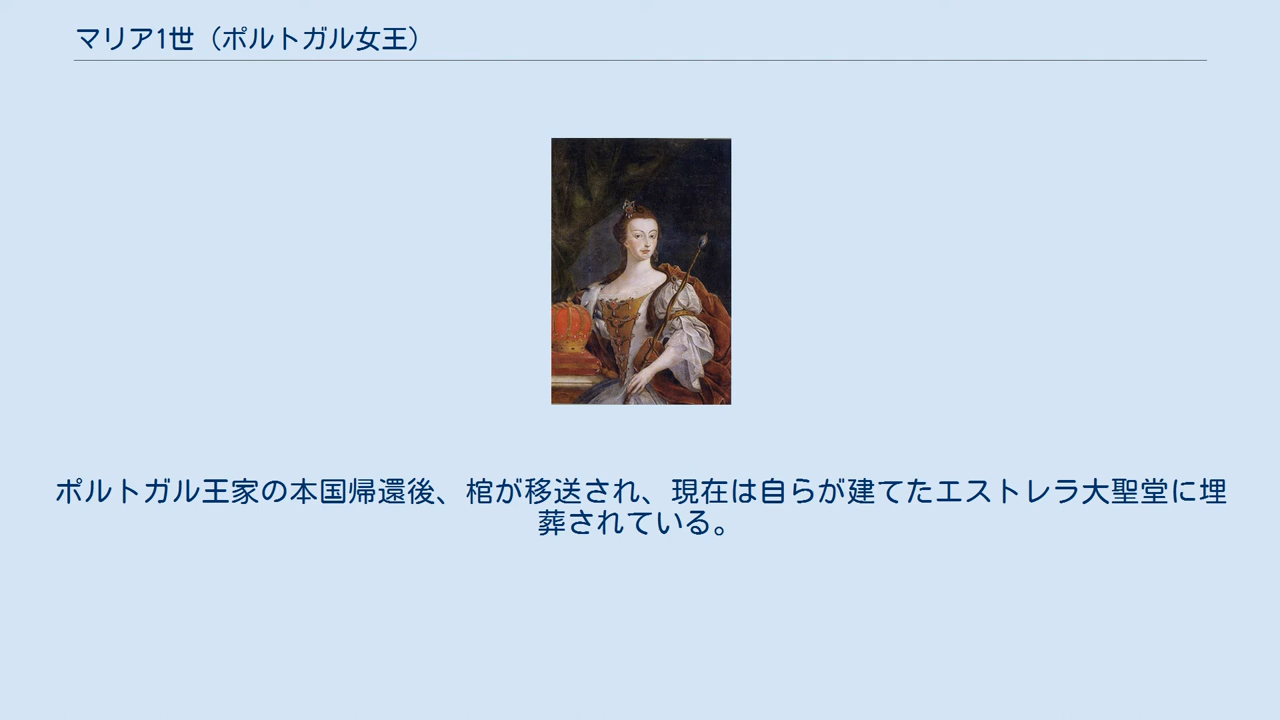 マリア1世（ポルトガル女王）
ポルトガル王家の本国帰還後、棺が移送され、現在は自らが建てたエストレラ大聖堂に埋
葬されている。